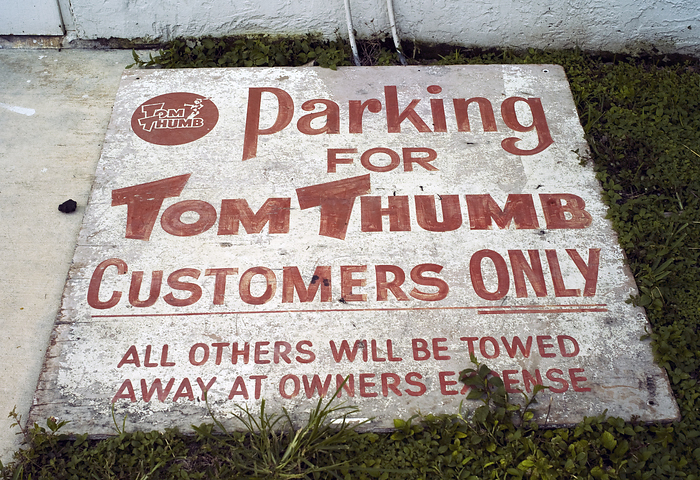 TOM THUMB
Parking
FOR
TOM THUMB
CUSTOMERS ONLY
ALL OTHERS WILL BE TOWED
AWAY AT OWNERS EXPENSE